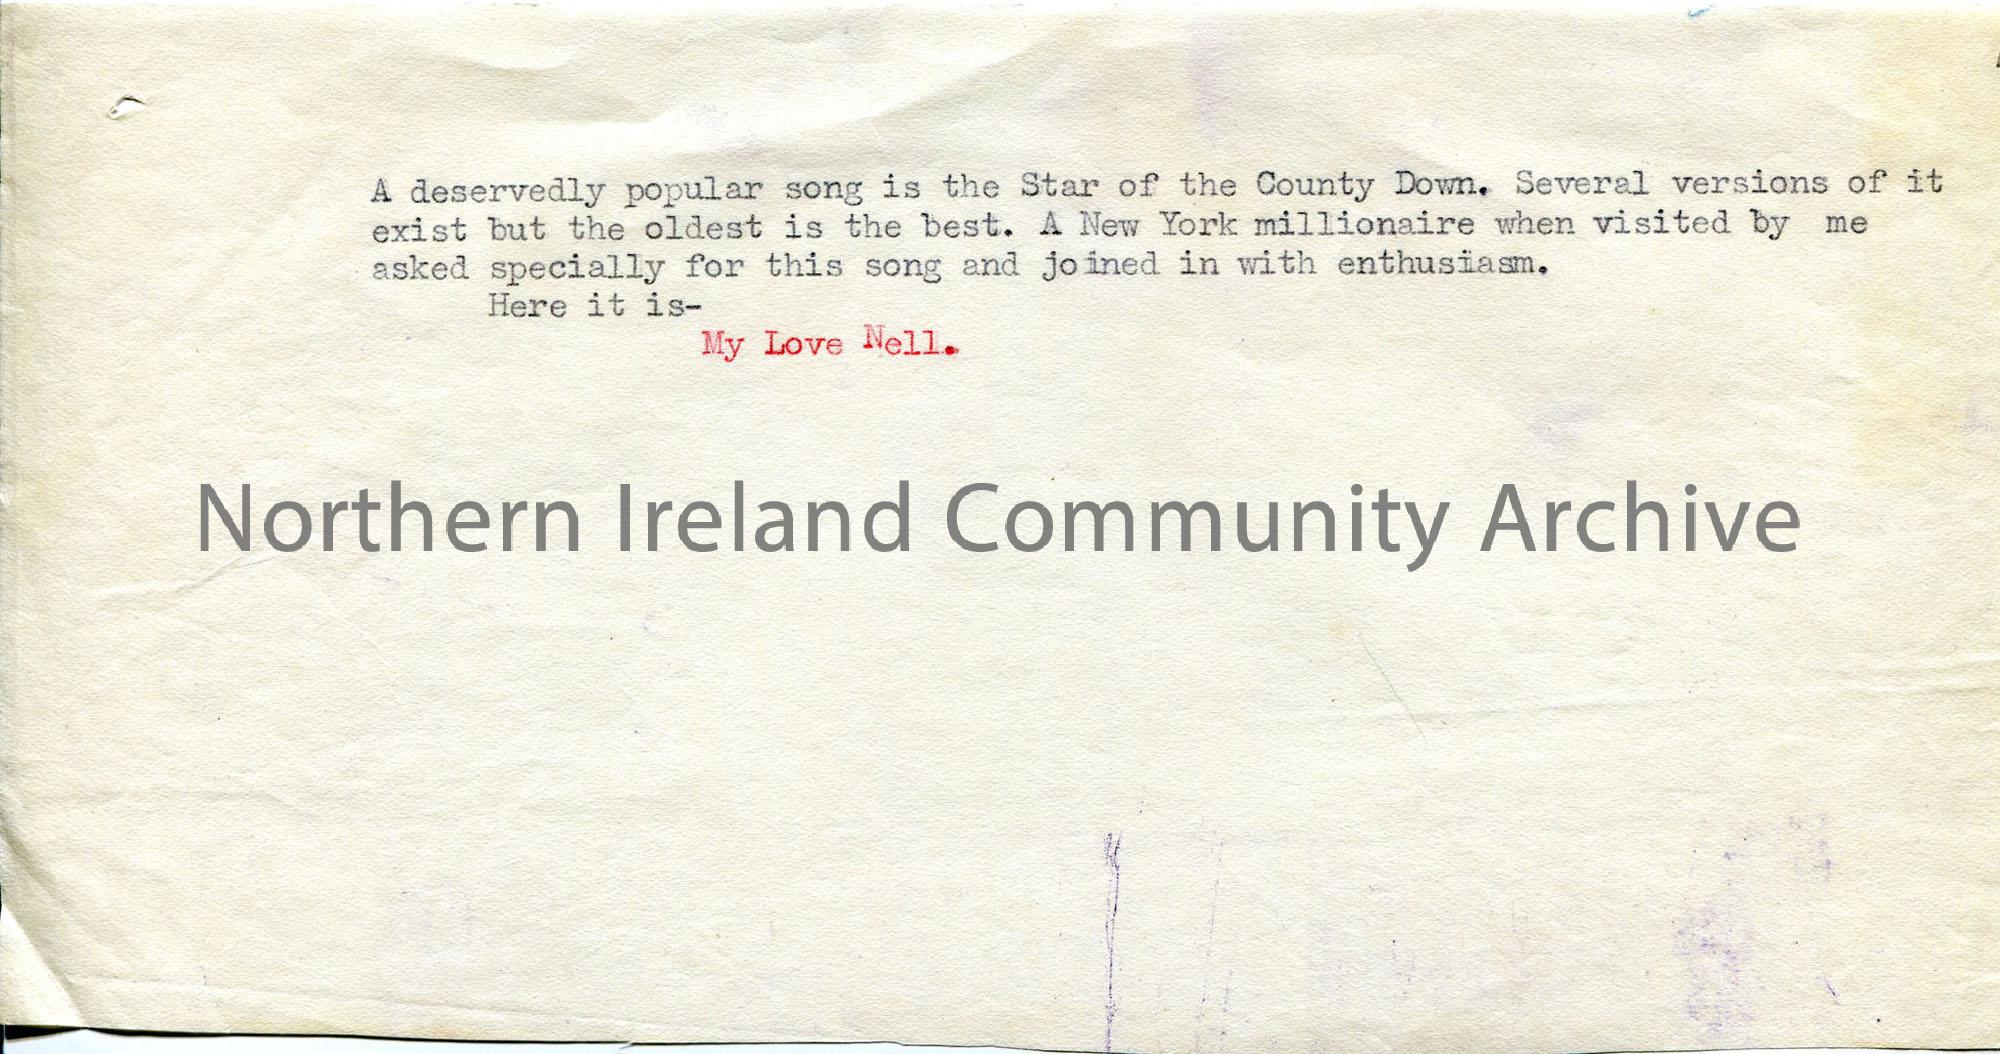 A deservedly popular song is the Star of the County Down. Several versions of it
exist but the oldest is the best. A New York millionaire when visited by me
asked specially for this song and joined in with enthusiasm.
Here it is-
My Love Nell.
Northern Ireland Community Archive